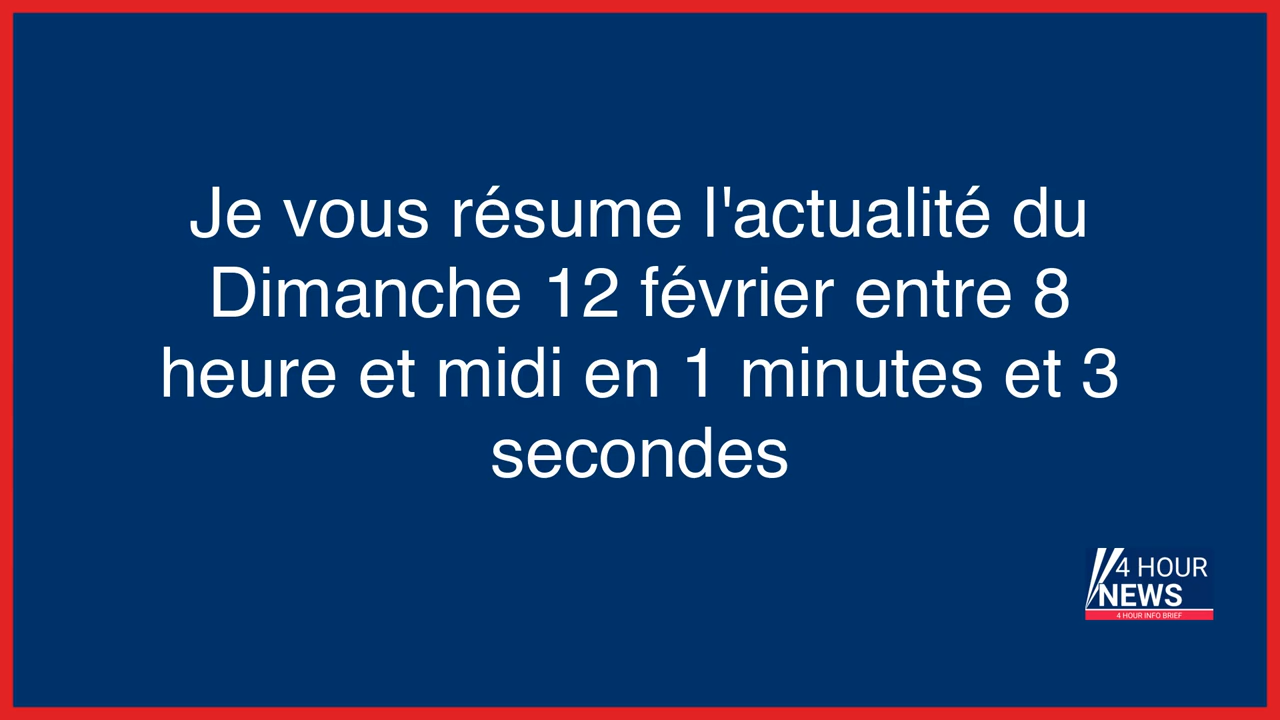 Je vous résume l'actualité du
Dimanche 12 février entre 8
heure et midi en 1 minutes et 3
secondes
4 HOUR
NEWS
4 HOUR INFO BRIEF